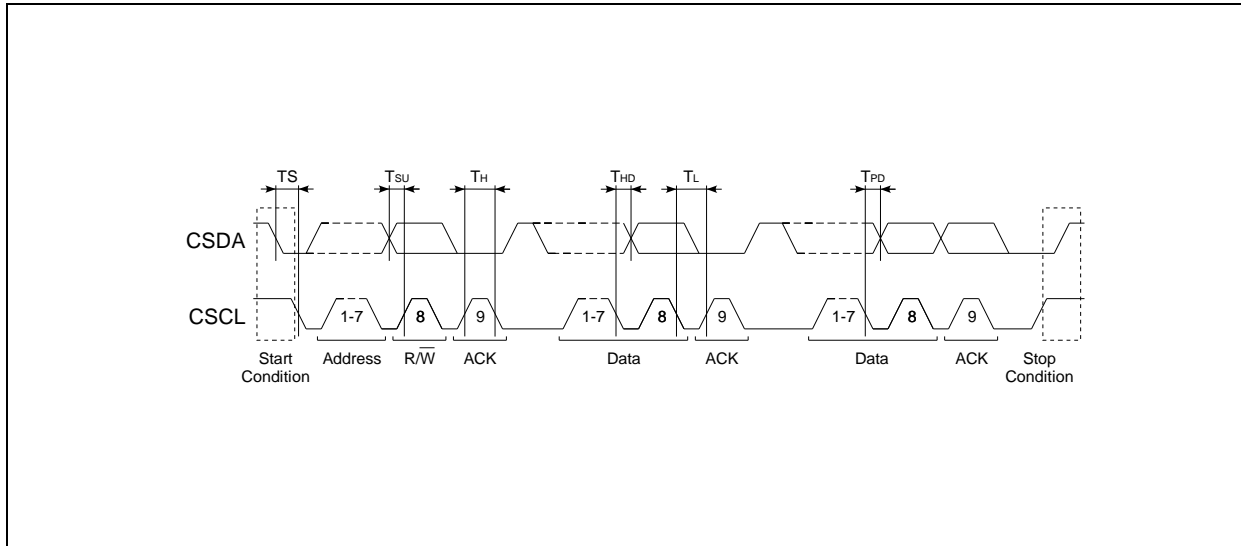 TS TSU TH THD TL TPD
CSDA
CSCL 1-7 8 9 1-7 8 9 1-7 8 9
Start Condition Address R/W̅ ACK Data ACK Data ACK Stop Condition